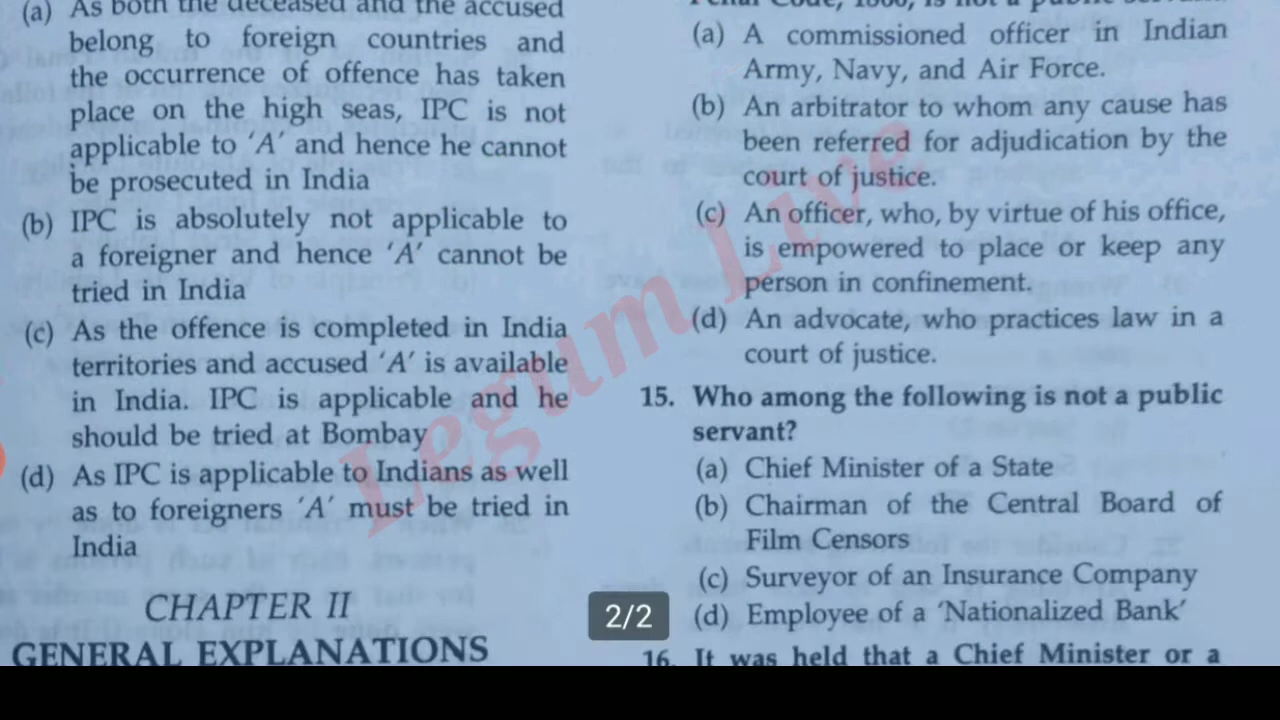 (a) As both the deceased and the accused
belong to foreign countries and
the occurrence of offence has taken
place on the high seas, IPC is not
applicable to 'A' and hence he cannot
be prosecuted in India
(b) IPC is absolutely not applicable to
a foreigner and hence 'A' cannot be
tried in India
(c) As the offence is completed in India
territories and accused 'A' is available
in India. IPC is applicable and he
should be tried at Bombay
(d) As IPC is applicable to Indians as well
as to foreigners 'A' must be tried in
India
CHAPTER II
GENERAL EXPLANATIONS
Penal Code, 1860, is not a public servant
(a) A commissioned officer in Indian
Army, Navy, and Air Force.
(b) An arbitrator to whom any cause has
been referred for adjudication by the
court of justice.
(c) An officer, who, by virtue of his office,
is empowered to place or keep any
person in confinement.
(d) An advocate, who practices law in a
court of justice.
15. Who among the following is not a public
servant?
(a) Chief Minister of a State
(b) Chairman of the Central Board of
Film Censors
(c) Surveyor of an Insurance Company
(d) Employee of a 'Nationalized Bank'
16. It was held that a Chief Minister or a
2/2
Legum Live